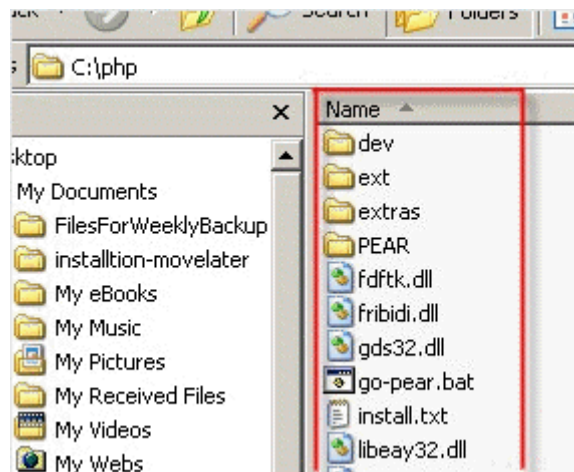 Search
Folders
C:\php
Name
sktop
My Documents
FilesForWeeklyBackup
installtion-movelater
My eBooks
My Music
My Pictures
My Received Files
My Videos
My Webs
dev
ext
extras
PEAR
fdftk.dll
fribidi.dll
gds32.dll
go-pear.bat
install.txt
libeay32.dll